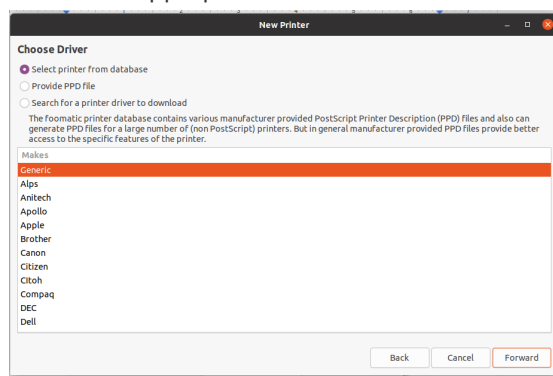 New Printer
Choose Driver
Select printer from database
Provide PPD file
Search for a printer driver to download
The foomatic printer database contains various manufacturer provided PostScript Printer Description (PPD) files and also can
generate PPD files for a large number of (non PostScript) printers. But in general manufacturer provided PPD files provide better
access to the specific features of the printer.
Makes
Generic
Alps
Anitech
Apollo
Apple
Brother
Canon
Citizen
CItoh
Compaq
DEC
Dell
Back Cancel Forward